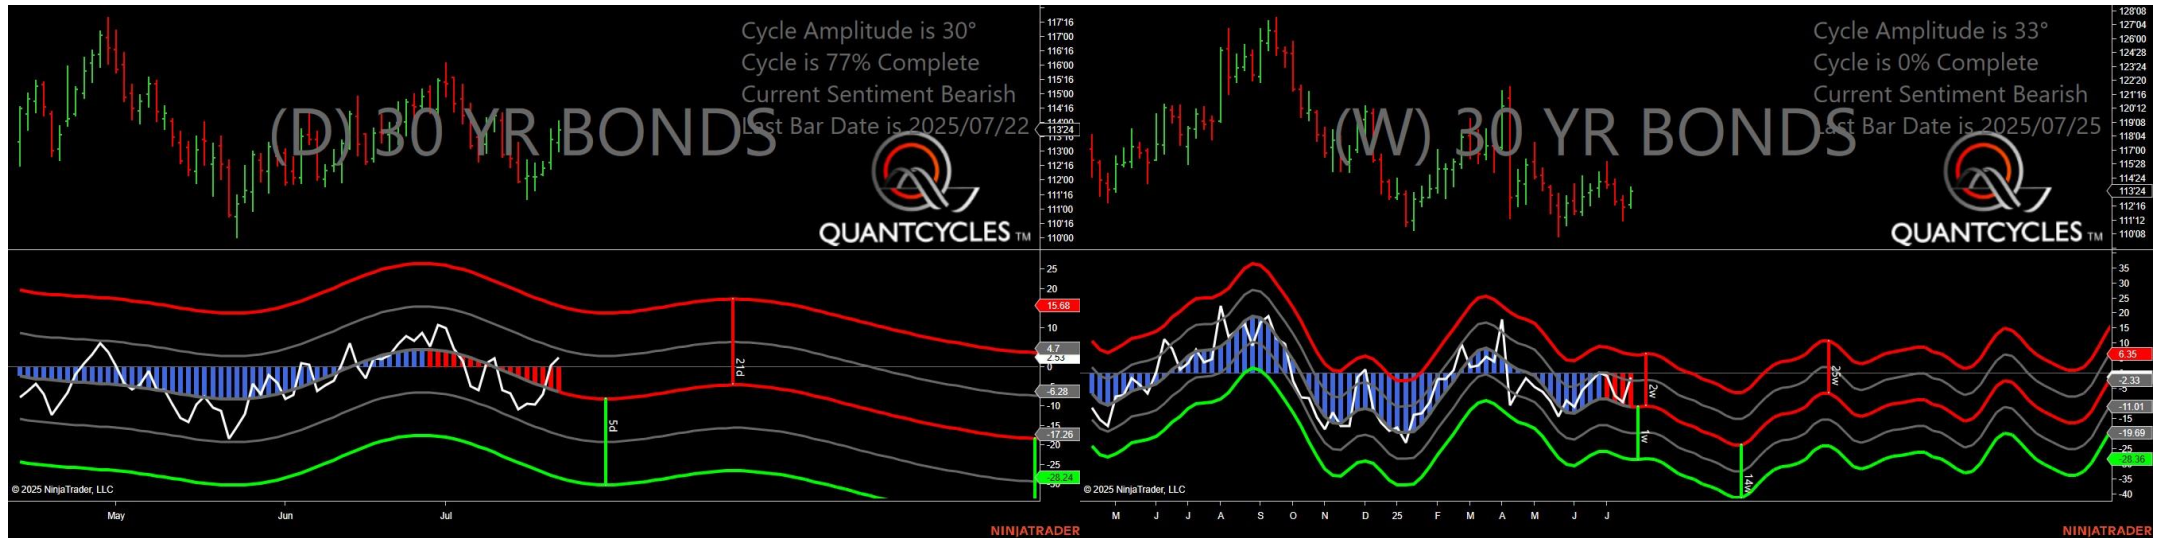 Cycle Amplitude is 30°
Cycle is 77% Complete
Current Sentiment Bearish
Last Bar Date is 2025/07/22
(D) 30 YR BONDS
QUANTCYCLES TM
117'16
117'00
116'16
116'00
115'16
115'00
114'16
114'00
113'24
113'16
113'00
112'16
112'00
111'16
111'00
110'16
110'00
25
20
15.68
10
4.7
2.53
0
-6.28
-10
-17.26
-20
-25
-28.24
21d
5d
© 2025 NinjaTrader, LLC
May
Jun
Jul
NINJATRADER
Cycle Amplitude is 33°
Cycle is 0% Complete
Current Sentiment Bearish
Last Bar Date is 2025/07/25
(W) 30 YR BONDS
QUANTCYCLES TM
128'08
127'04
126'00
124'28
123'24
122'20
121'16
120'12
119'08
118'04
117'00
115'28
114'24
113'24
112'16
111'12
110'08
35
30
25
20
15
10
6.35
-2.33
-5
-11.01
-15
-19.69
-25
-28.36
-35
-40
2w
1w
25w
14w
© 2025 NinjaTrader, LLC
M
J
J
A
S
O
N
D
25
F
M
A
M
J
J
NINJATRADER